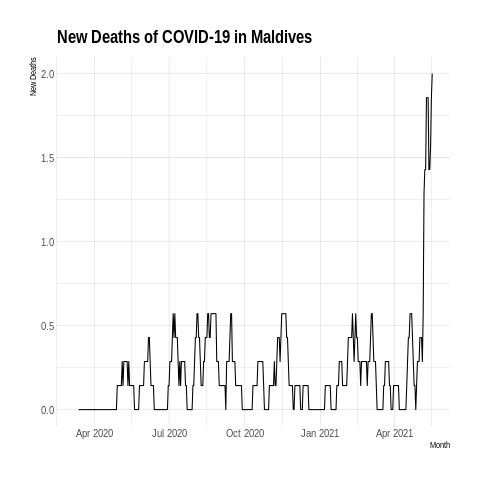 New Deaths of COVID-19 in Maldives
New Deaths
2.0
1.5
1.0
0.5
0.0
Apr 2020 Jul 2020 Oct 2020 Jan 2021 Apr 2021
Month